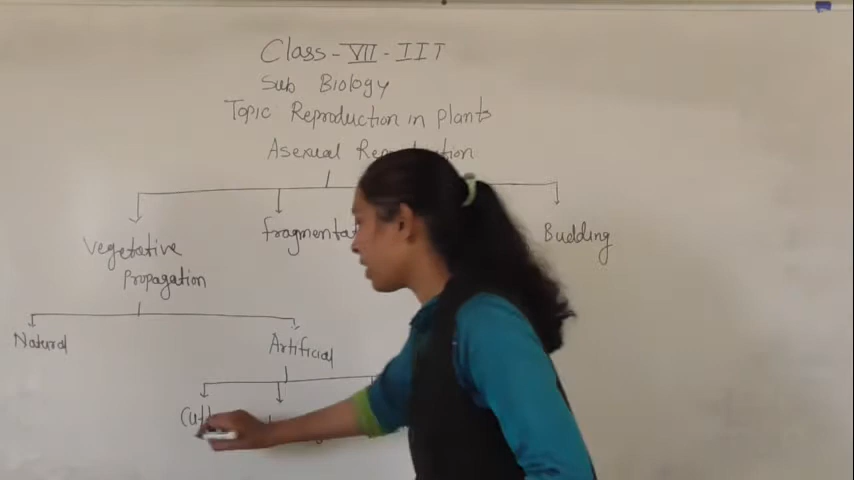 Class-VII-IIT
Sub Biology
Topic Reproduction in plants
Asexual
Vegetative
Propagation
Budding
Natural
Artificial